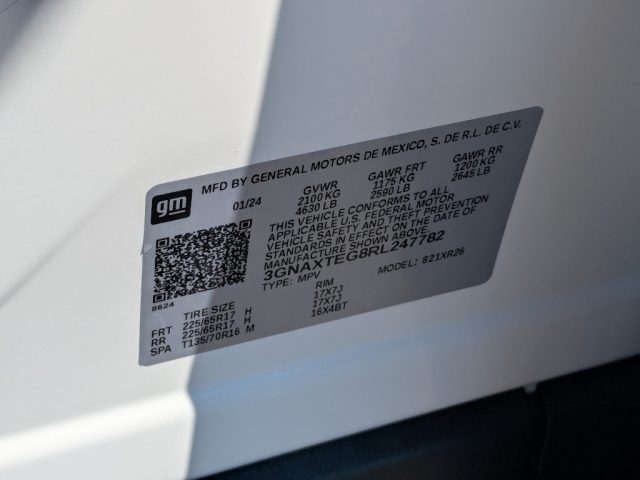 gm
MFD BY GENERAL MOTORS DE MEXICO, S. DE R.L. DE C.V.
01/24 GVWR GAWR FRT GAWR RR
2100 KG 1175 KG 1200 KG
4630 LB 2590 LB 2645 LB
THIS VEHICLE CONFORMS TO ALL
APPLICABLE U.S. FEDERAL MOTOR
VEHICLE SAFETY AND THEFT PREVENTION
STANDARDS IN EFFECT ON THE DATE OF
MANUFACTURE SHOWN ABOVE.
3GNAXTEG8RL247782
TYPE: MPV MODEL: 821XR26
8624
TIRE SIZE RIM
FRT 225/65R17 H 17X7J
RR 225/65R17 H 17X7J
SPA T135/70R16 M 16X4BT